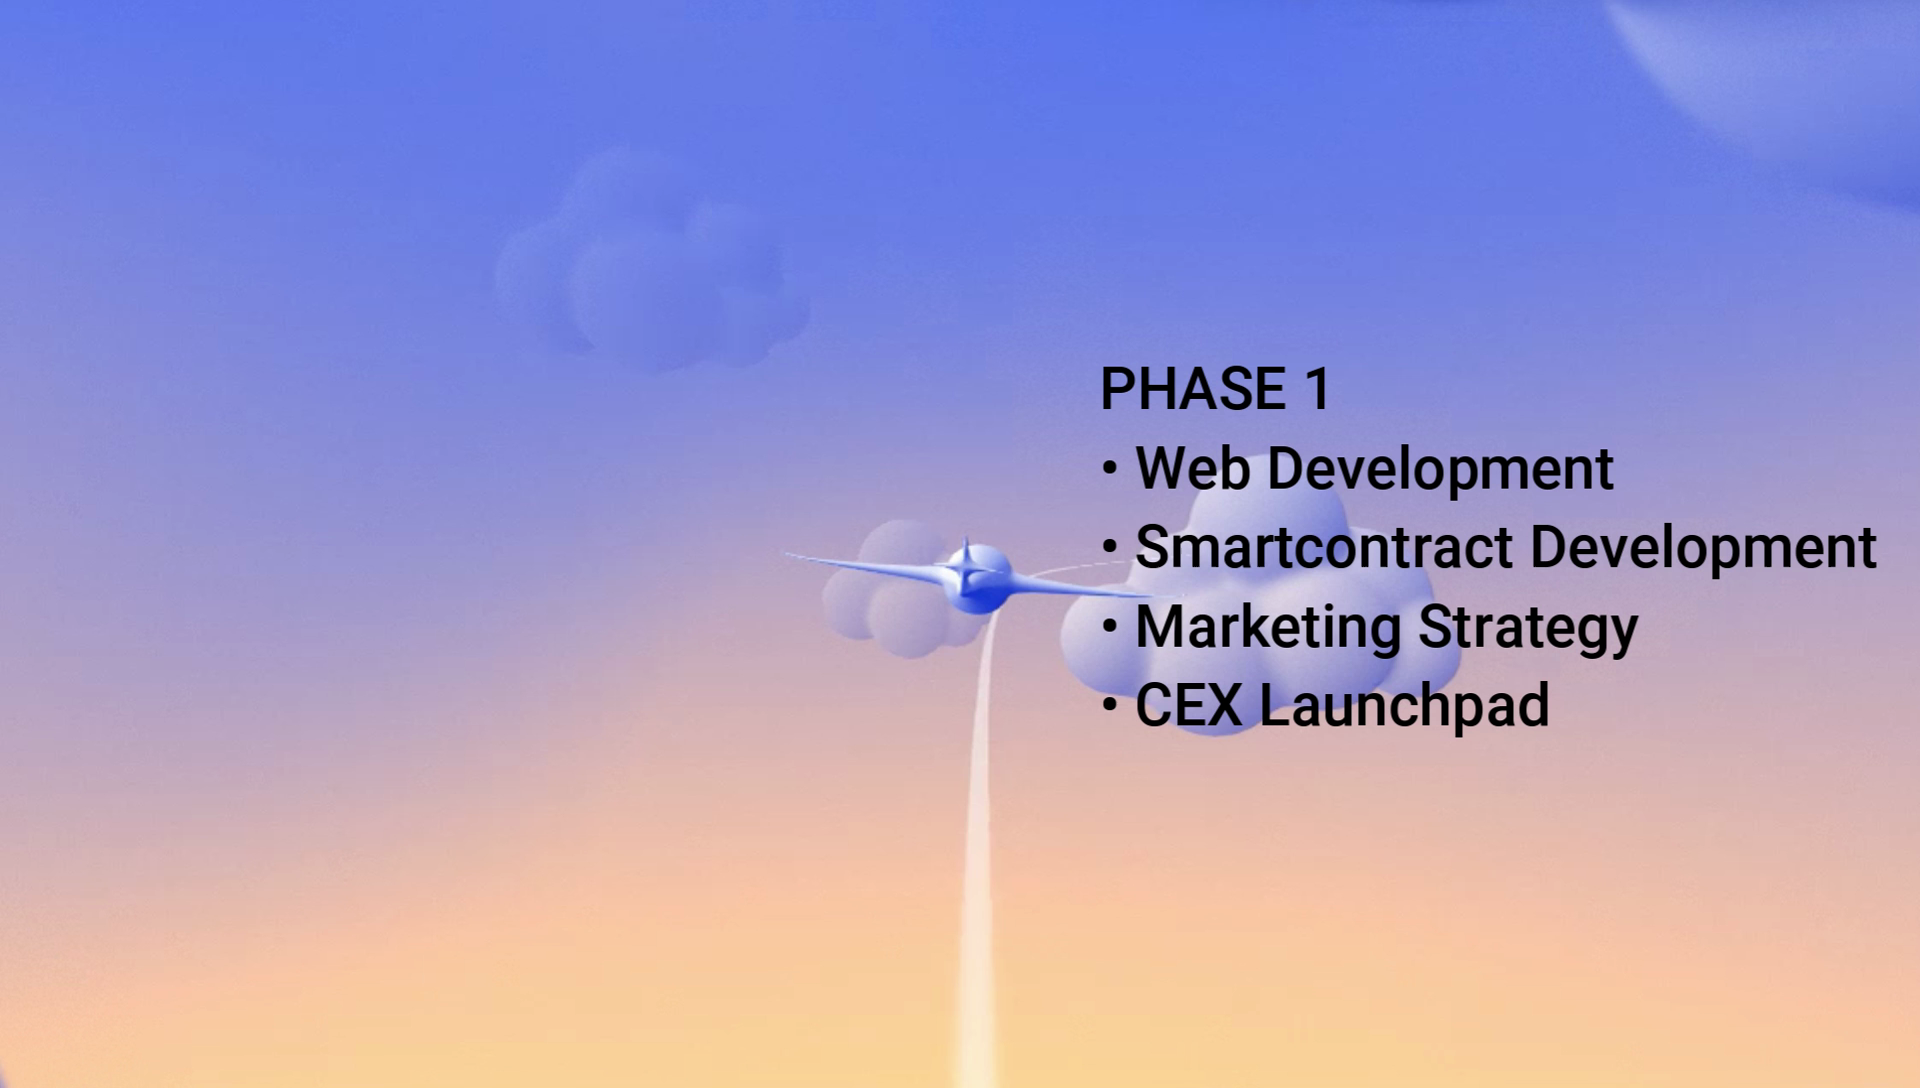 PHASE 1
• Web Development
• Smartcontract Development
• Marketing Strategy
• CEX Launchpad